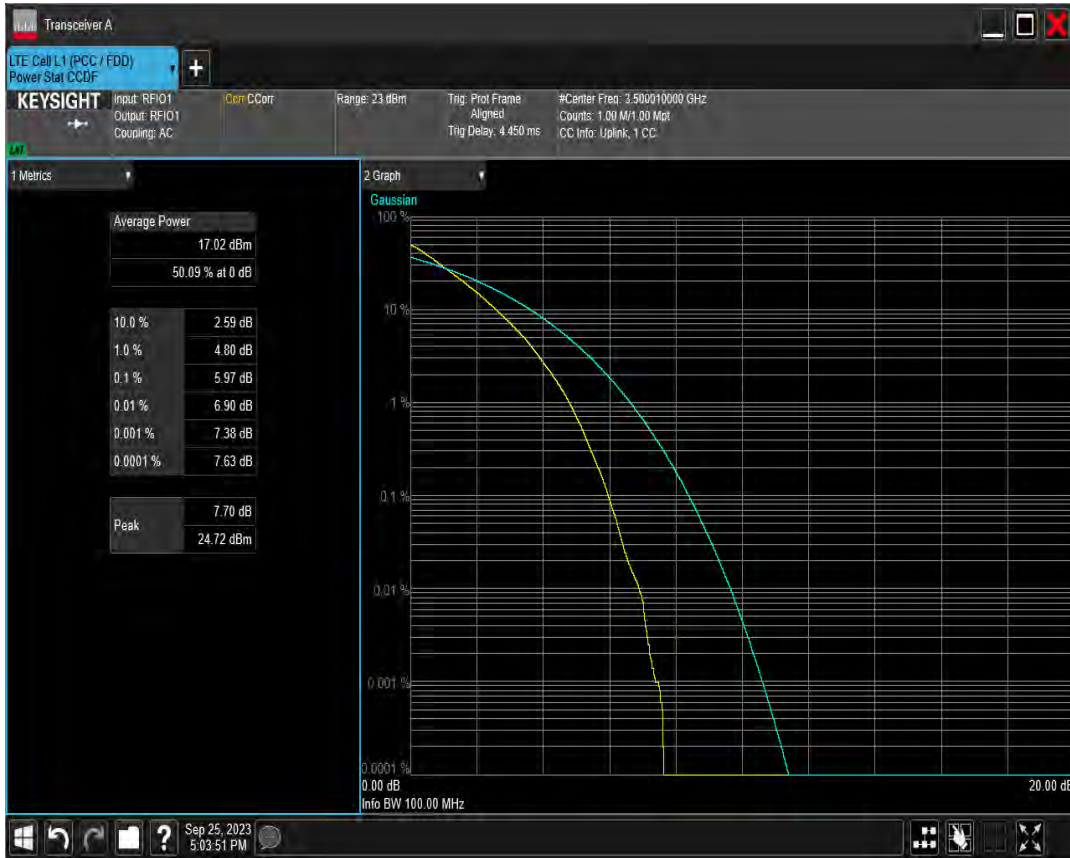 Transceiver A
LTE Cell L1 (PCC / FDD)
Power Stat CCDF
+
KEYSIGHT
Input: RFIO1
Output: RFIO1
Coupling: AC
Corr CCorr
Range: 23 dBm
Trig: Prot Frame
Aligned
Trig Delay: 4.450 ms
#Center Freq: 3.500010000 GHz
Counts: 1.00 M/1.00 Mpt
CC Info: Uplink, 1 CC
1 Metrics
Average Power
17.02 dBm
50.09 % at 0 dB
10.0 % 2.59 dB
1.0 % 4.80 dB
0.1 % 5.97 dB
0.01 % 6.90 dB
0.001 % 7.38 dB
0.0001 % 7.63 dB
Peak
7.70 dB
24.72 dBm
2 Graph
Gaussian
100 %
10 %
1 %
0.1 %
0.01 %
0.001 %
0.0001 %
0.00 dB 20.00 dB
Info BW 100.00 MHz
? Sep 25, 2023
5:03:51 PM